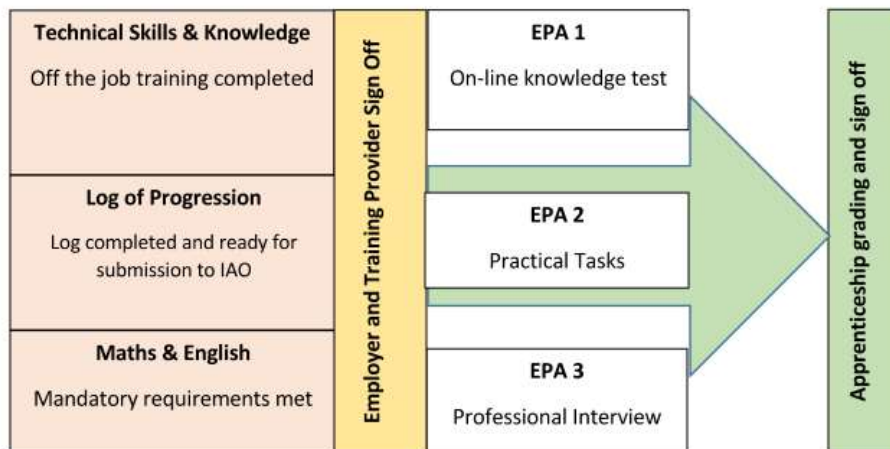 Technical Skills & Knowledge
Off the job training completed
Log of Progression
Log completed and ready for
submission to IAO
Maths & English
Mandatory requirements met
Employer and Training Provider Sign Off
EPA 1
On-line knowledge test
EPA 2
Practical Tasks
EPA 3
Professional Interview
Apprenticeship grading and sign off